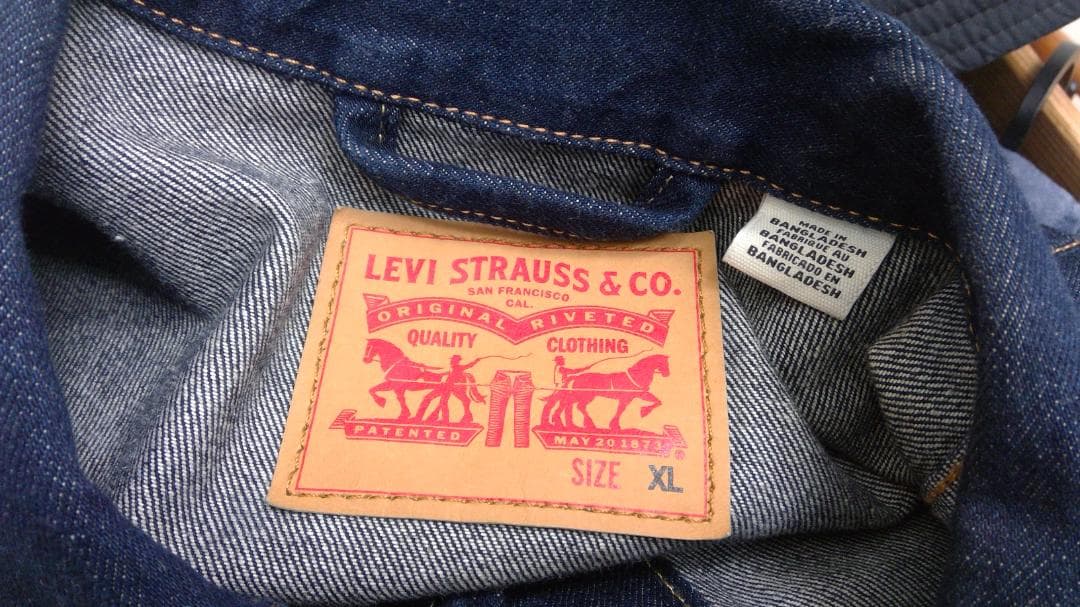 LEVI STRAUSS & CO.
SAN FRANCISCO
CAL.
ORIGINAL RIVETED
QUALITY CLOTHING
PATENTED MAY 20 1873
®
SIZE XL
MADE IN
BANGLADESH
FABRIQUE AU
BANGLADESH
FABRICADO EN
BANGLADESH